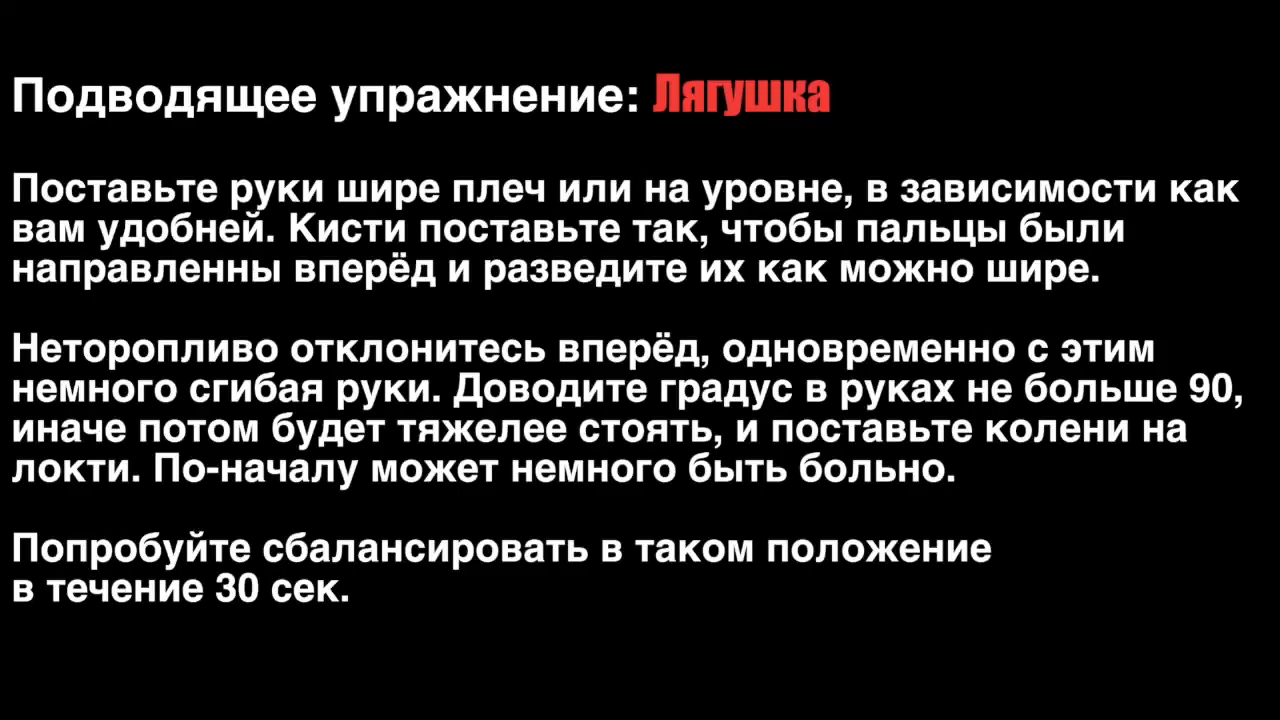 Подводящее упражнение: Лягушка
Поставьте руки шире плеч или на уровне, в зависимости как
вам удобней. Кисти поставьте так, чтобы пальцы были
направленны вперёд и разведите их как можно шире.
Неторопливо отклонитесь вперёд, одновременно с этим
немного сгибая руки. Доводите градус в руках не больше 90,
иначе потом будет тяжелее стоять, и поставьте колени на
локти. По-началу может немного быть больно.
Попробуйте сбалансировать в таком положение
в течение 30 сек.